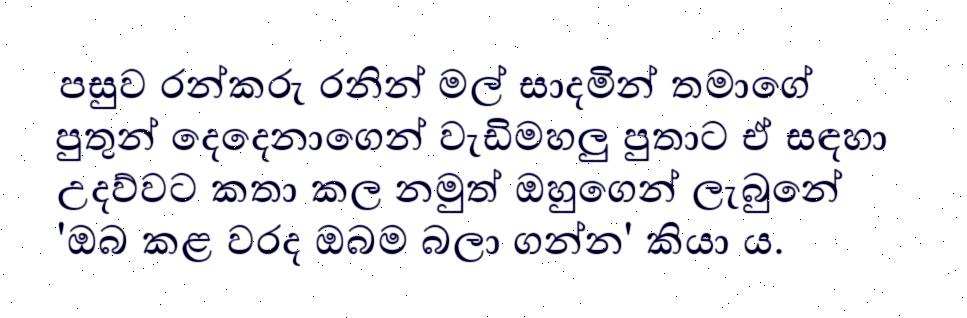 පසුව රන්කරු රනින් මල් සාදමින් තමාගේ
පුතුන් දෙදෙනාගෙන් වැඩිමහලු පුතාට ඒ සඳහා
උදව්වට කතා කල නමුත් ඔහුගෙන් ලැබුනේ
'ඔබ කළ වරද ඔබම බලා ගන්න' කියා ය.